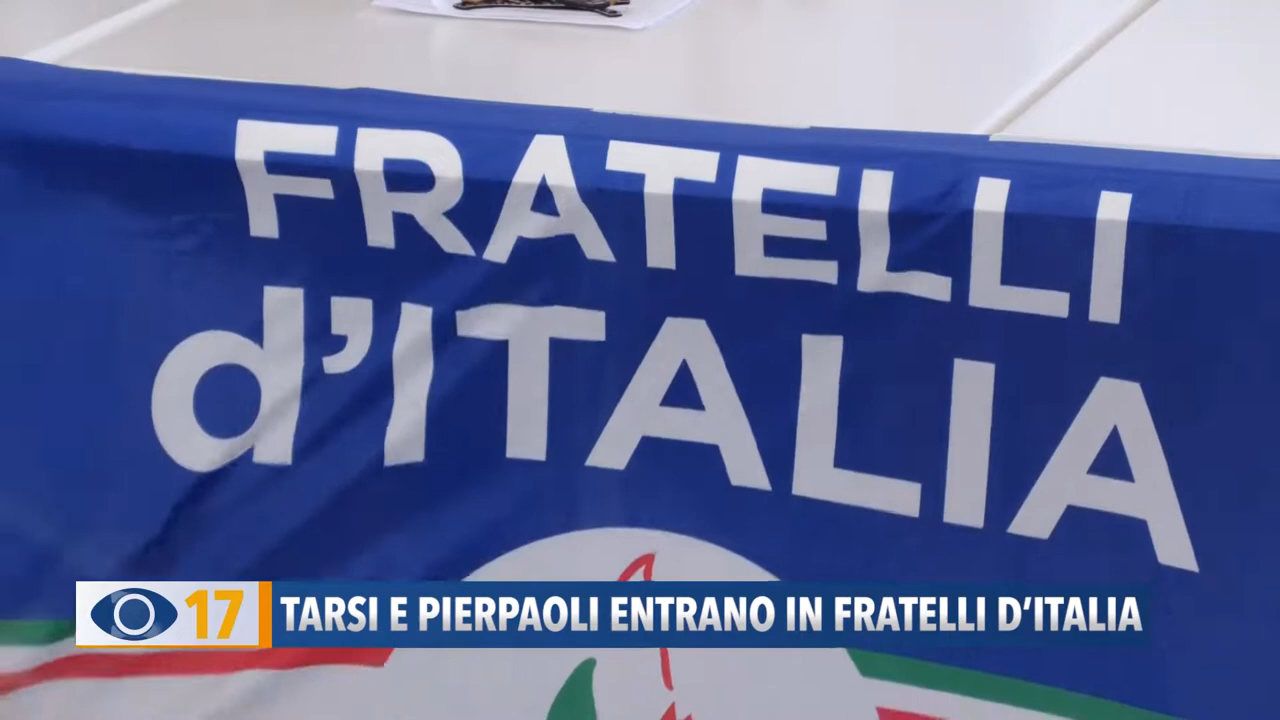 FRATELLI
d'ITALIA
17 TARSI E PIERPAOLI ENTRANO IN FRATELLI D‘ITALIA